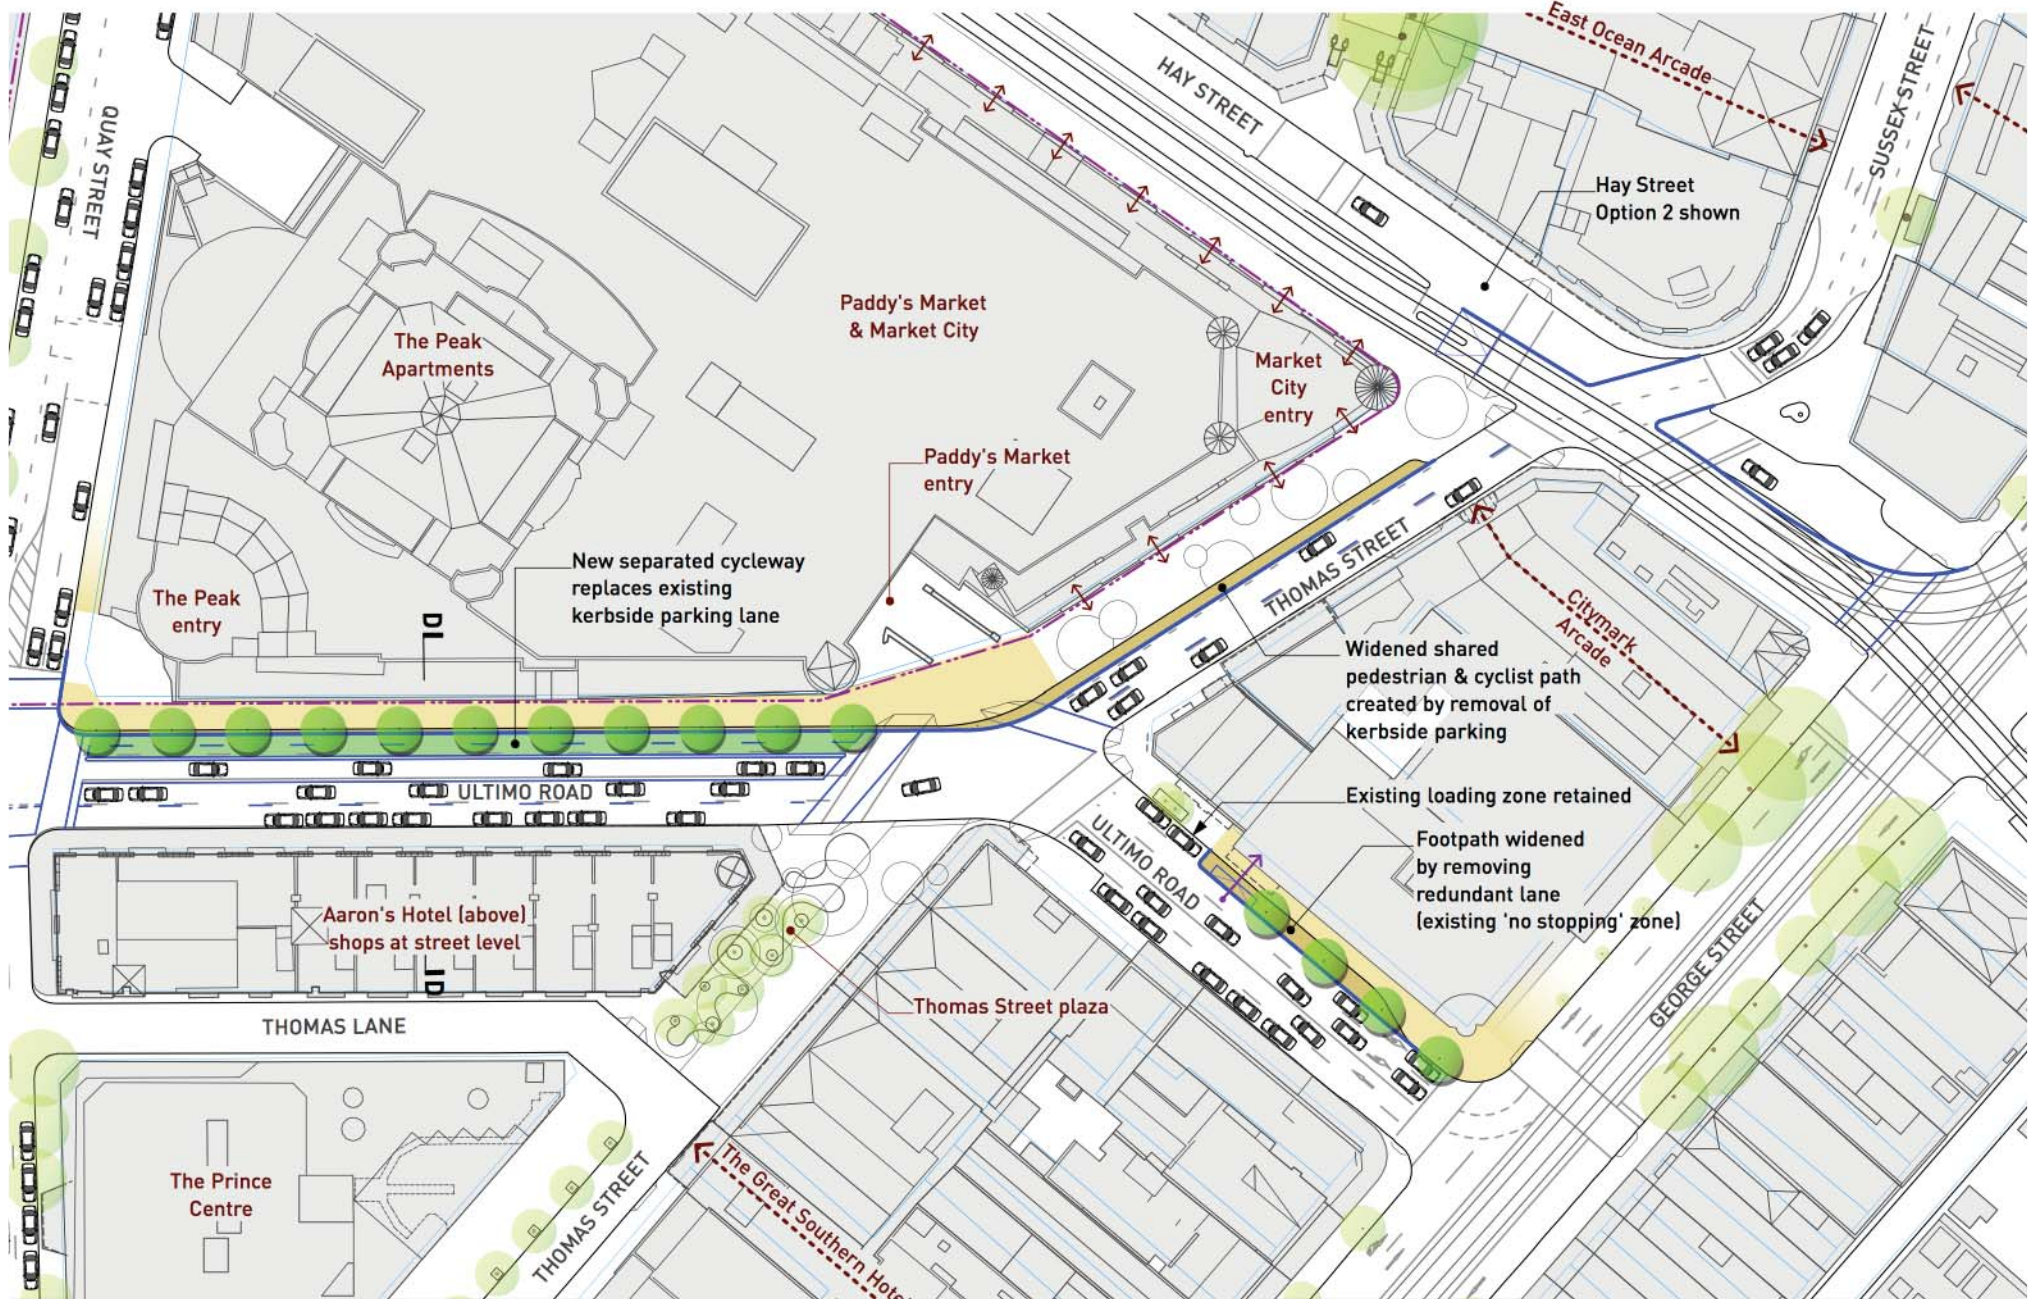 East Ocean Arcade
HAY STREET
SUSSEX STREET
QUAY STREET
Hay Street
Option 2 shown
Paddy's Market
& Market City
The Peak
Apartments
Market
City
entry
Paddy's Market
entry
New separated cycleway
replaces existing
kerbside parking lane
THOMAS STREET
The Peak
entry
Citymark
Arcade
Widened shared
pedestrian & cyclist path
created by removal of
kerbside parking
ULTIMO ROAD
Existing loading zone retained
ULTIMO ROAD
Footpath widened
by removing
redundant lane
(existing 'no stopping' zone)
Aaron's Hotel (above)
shops at street level
GEORGE STREET
Thomas Street plaza
THOMAS LANE
The Prince
Centre
THOMAS STREET
The Great Southern Hote